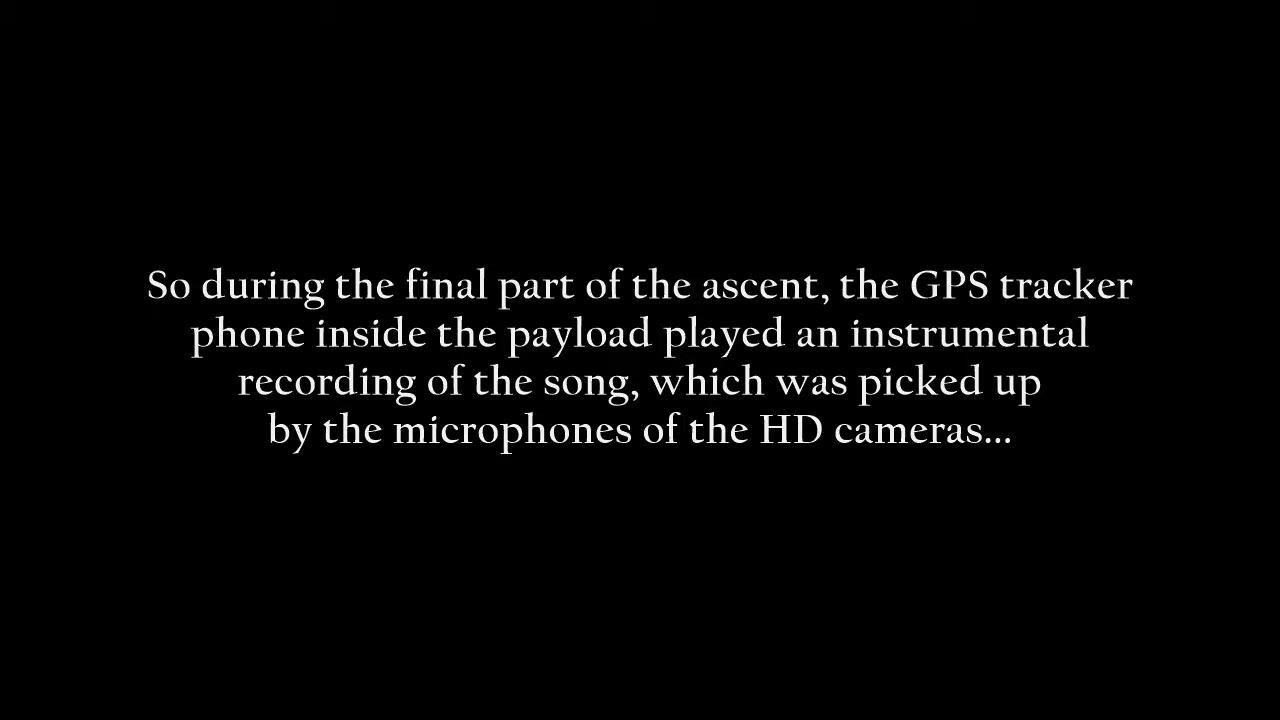 So during the final part of the ascent, the GPS tracker
phone inside the payload played an instrumental
recording of the song, which was picked up
by the microphones of the HD cameras...